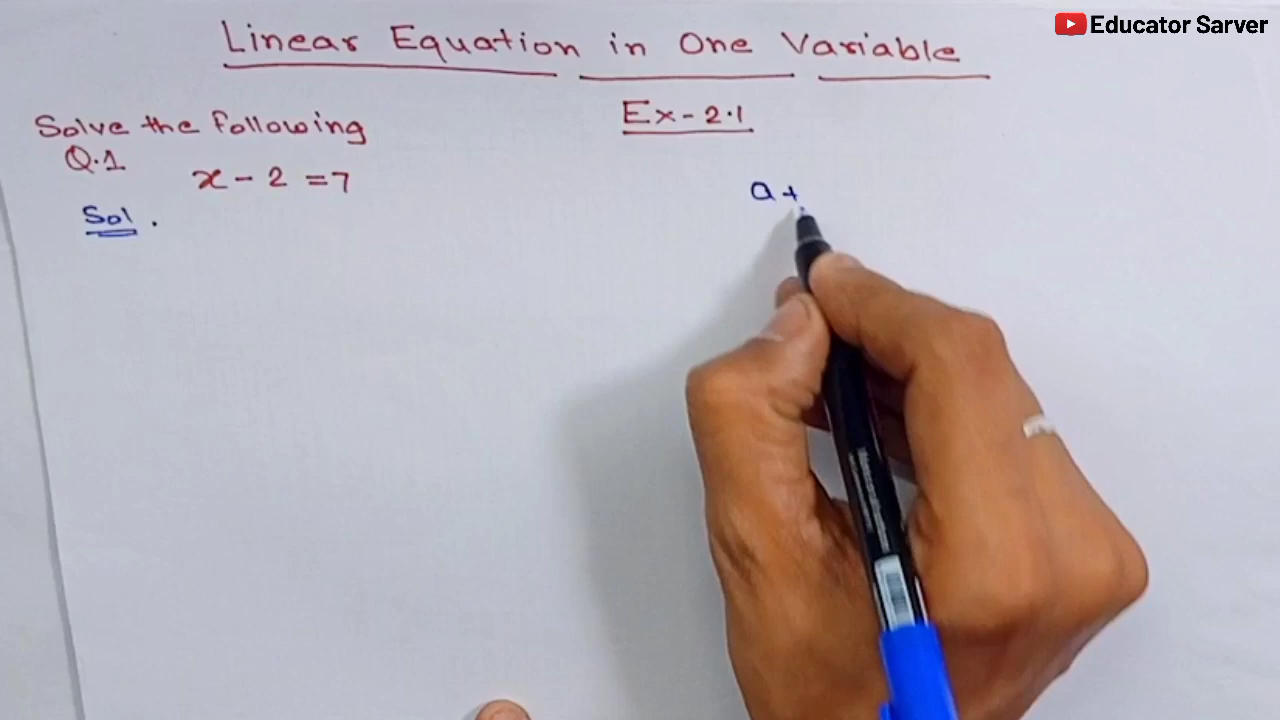 Educator Sarver
Linear Equation in One Variable
Ex-2.1
Solve the following
Q.1 x - 2 = 7
Sol.
a +